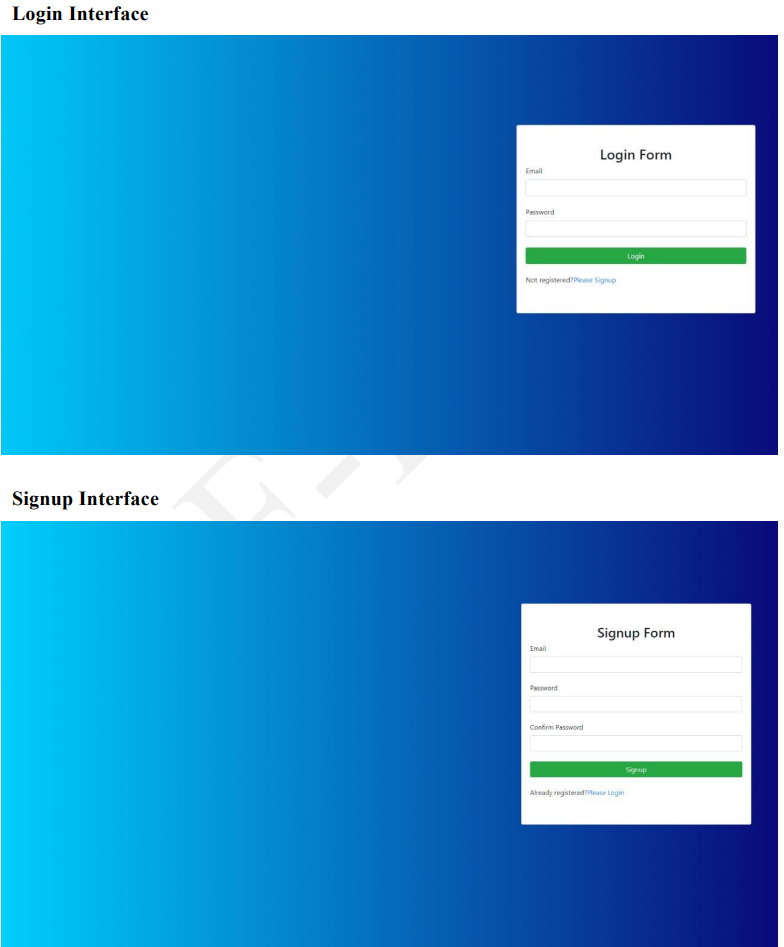 Login Interface
Login Form
Email
Password
Login
Not registered?Please Signup
Signup Interface
Signup Form
Email
Password
Confirm Password
Signup
Already registered?Please Login